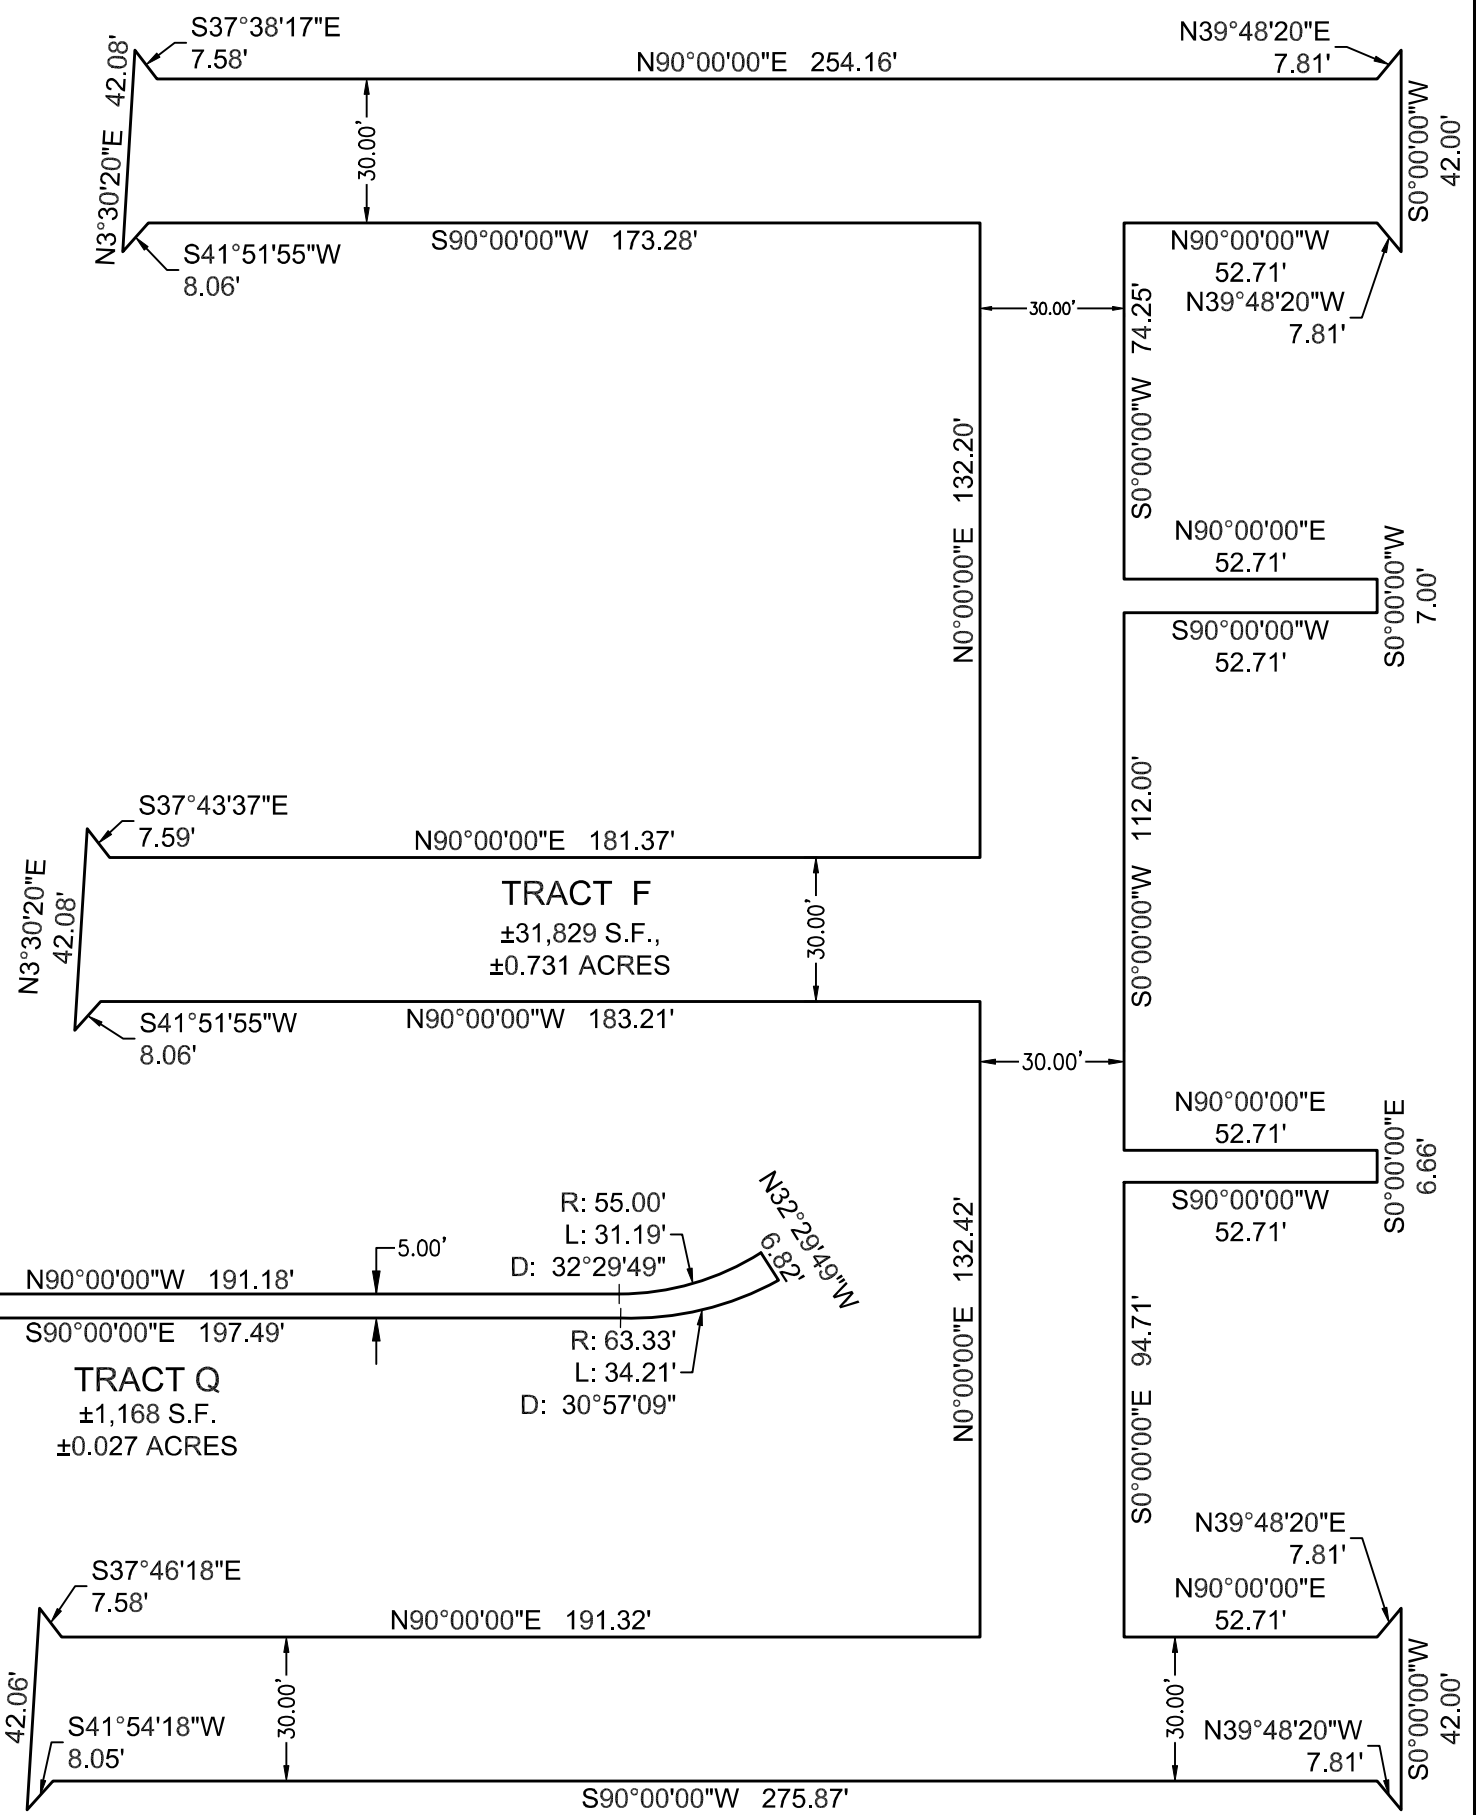 S37°38'17"E
7.58'
N90°00'00"E 254.16'
N39°48'20"E
7.81'
N3°30'20"E 42.08'
30.00'
S0°00'00"W
42.00'
S41°51'55"W
8.06'
S90°00'00"W 173.28'
N90°00'00"W
52.71'
N39°48'20"W
7.81'
30.00'
S0°00'00"W 74.25'
N0°00'00"E 132.20'
N90°00'00"E
52.71'
S0°00'00"W
7.00'
S90°00'00"W
52.71'
S37°43'37"E
7.59'
N90°00'00"E 181.37'
S0°00'00"W 112.00'
N3°30'20"E
42.08'
TRACT F
±31,829 S.F.,
±0.731 ACRES
30.00'
S41°51'55"W
8.06'
N90°00'00"W 183.21'
30.00'
N90°00'00"E
52.71'
S0°00'00"E
6.66'
S90°00'00"W
52.71'
R: 55.00'
L: 31.19'
D: 32°29'49"
N32°29'49"W
6.82'
5.00'
N90°00'00"W 191.18'
S90°00'00"E 197.49'
R: 63.33'
L: 34.21'
D: 30°57'09"
N0°00'00"E 132.42'
TRACT Q
±1,168 S.F.
±0.027 ACRES
S0°00'00"E 94.71'
S37°46'18"E
7.58'
N90°00'00"E 191.32'
N39°48'20"E
7.81'
N90°00'00"E
52.71'
42.06'
30.00'
30.00'
S0°00'00"W
42.00'
S41°54'18"W
8.05'
N39°48'20"W
7.81'
S90°00'00"W 275.87'